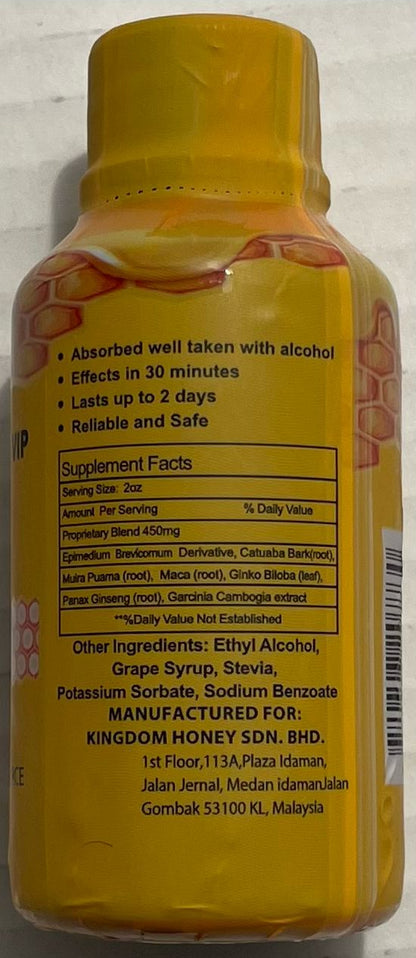 • Absorbed well taken with alcohol
• Effects in 30 minutes
• Lasts up to 2 days
• Reliable and Safe
VIP
Supplement Facts
Serving Size: 2oz
Amount Per Serving % Daily Value
Proprietary Blend 450mg
Epimedium Brevicornum Derivative, Catuaba Bark(root),
Muira Puama (root), Maca (root), Ginko Biloba (leaf),
Panax Ginseng (root), Garcinia Cambogia extract
**%Daily Value Not Established
Other Ingredients: Ethyl Alcohol,
Grape Syrup, Stevia,
Potassium Sorbate, Sodium Benzoate
MANUFACTURED FOR:
KINGDOM HONEY SDN. BHD.
1st Floor,113A,Plaza Idaman,
Jalan Jernal, Medan idamanJalan
Gombak 53100 KL, Malaysia